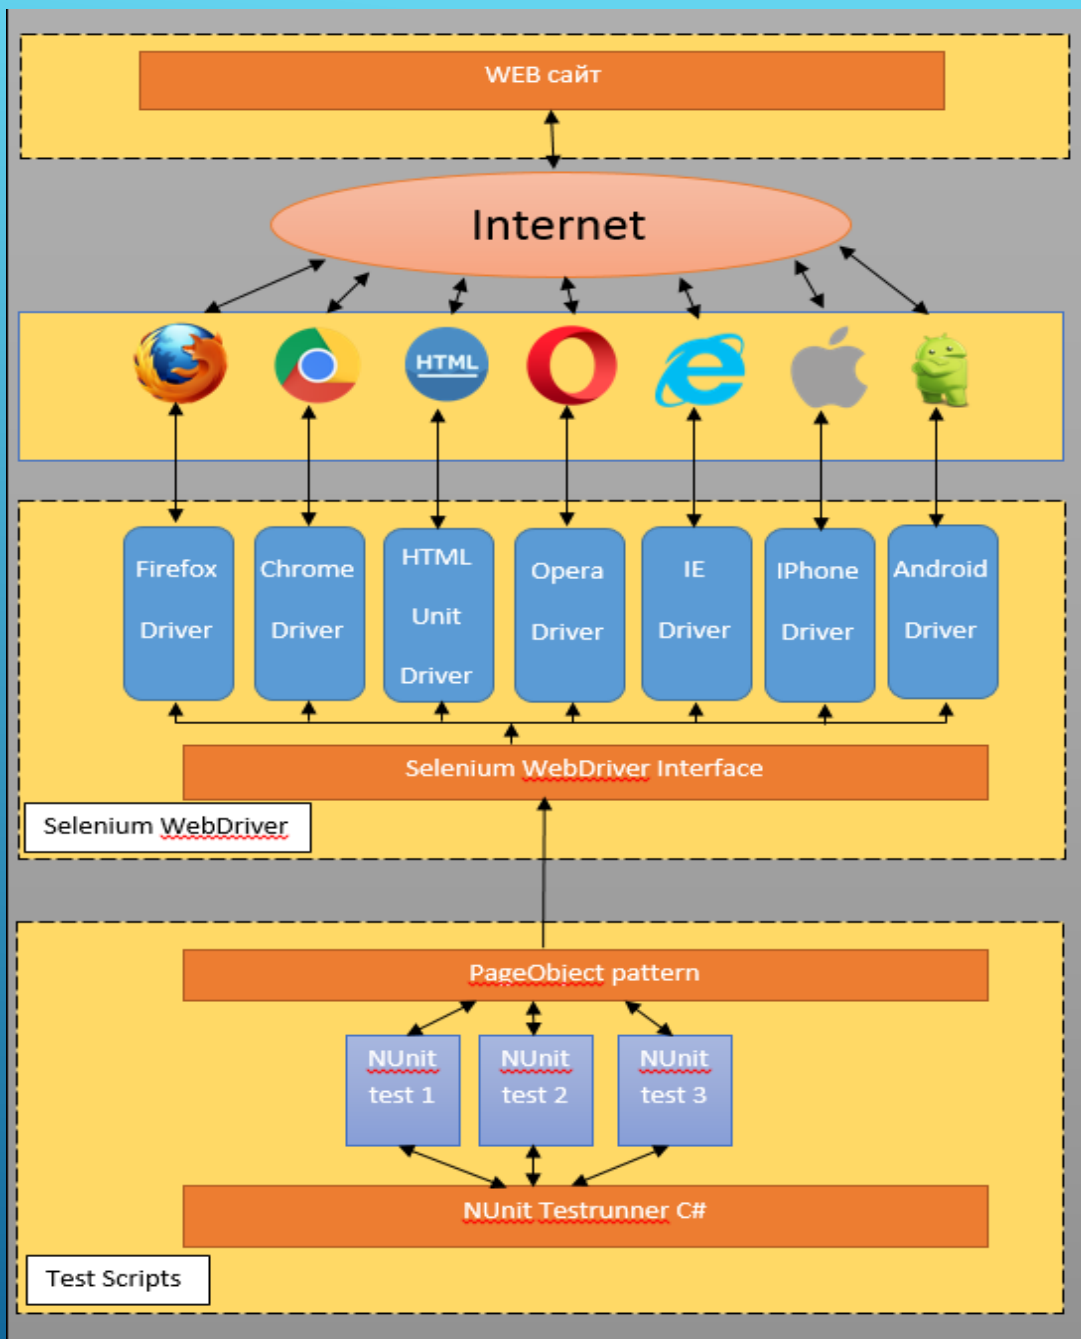 WEB сайт
Internet
HTML
Firefox
Driver
Chrome
Driver
HTML
Unit
Driver
Opera
Driver
IE
Driver
IPhone
Driver
Android
Driver
Selenium WebDriver Interface
Selenium WebDriver
PageObject pattern
NUnit
test 1
NUnit
test 2
NUnit
test 3
NUnit Testrunner C#
Test Scripts